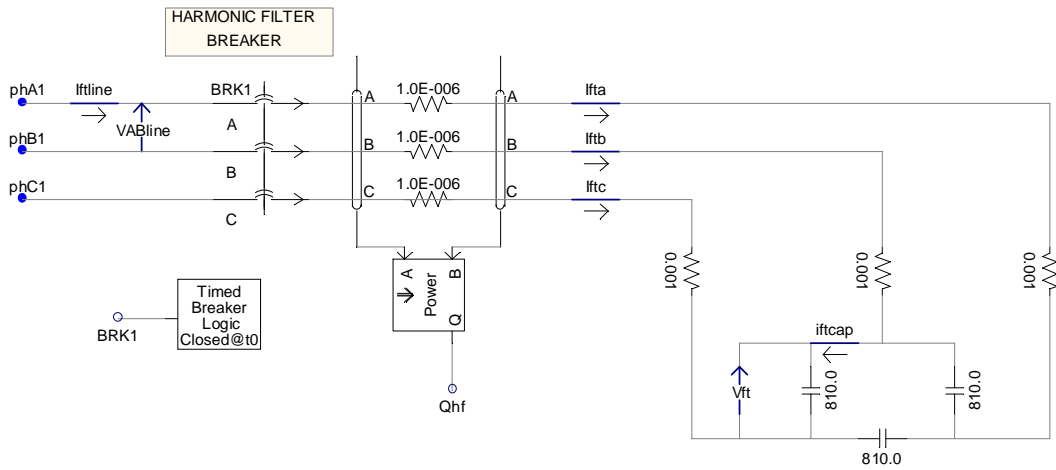 HARMONIC FILTER
BREAKER
phA1
Iftline
BRK1
A
1.0E-006
A
Ifta
VABline
A
phB1
B
1.0E-006
B
Iftb
B
phC1
C
1.0E-006
C
Iftc
C
0.001
0.001
0.001
A
B
Power
Q
Timed
Breaker
Logic
Closed@t0
BRK1
iftcap
Vft
810.0
810.0
Qhf
810.0